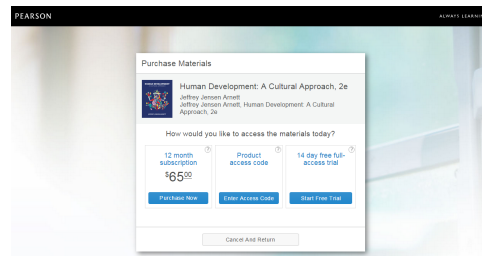 PEARSON
ALWAYS LEARNIN
Purchase Materials
Human Development: A Cultural Approach, 2e
Jeffrey Jensen Arnett
Jeffrey Jensen Arnett, Human Development: A Cultural
Approach, 2e
How would you like to access the materials today?
12 month
subscription
$65.00
Purchase Now
Product
access code
Enter Access Code
14 day free full-
access trial
Start Free Trial
Cancel And Return